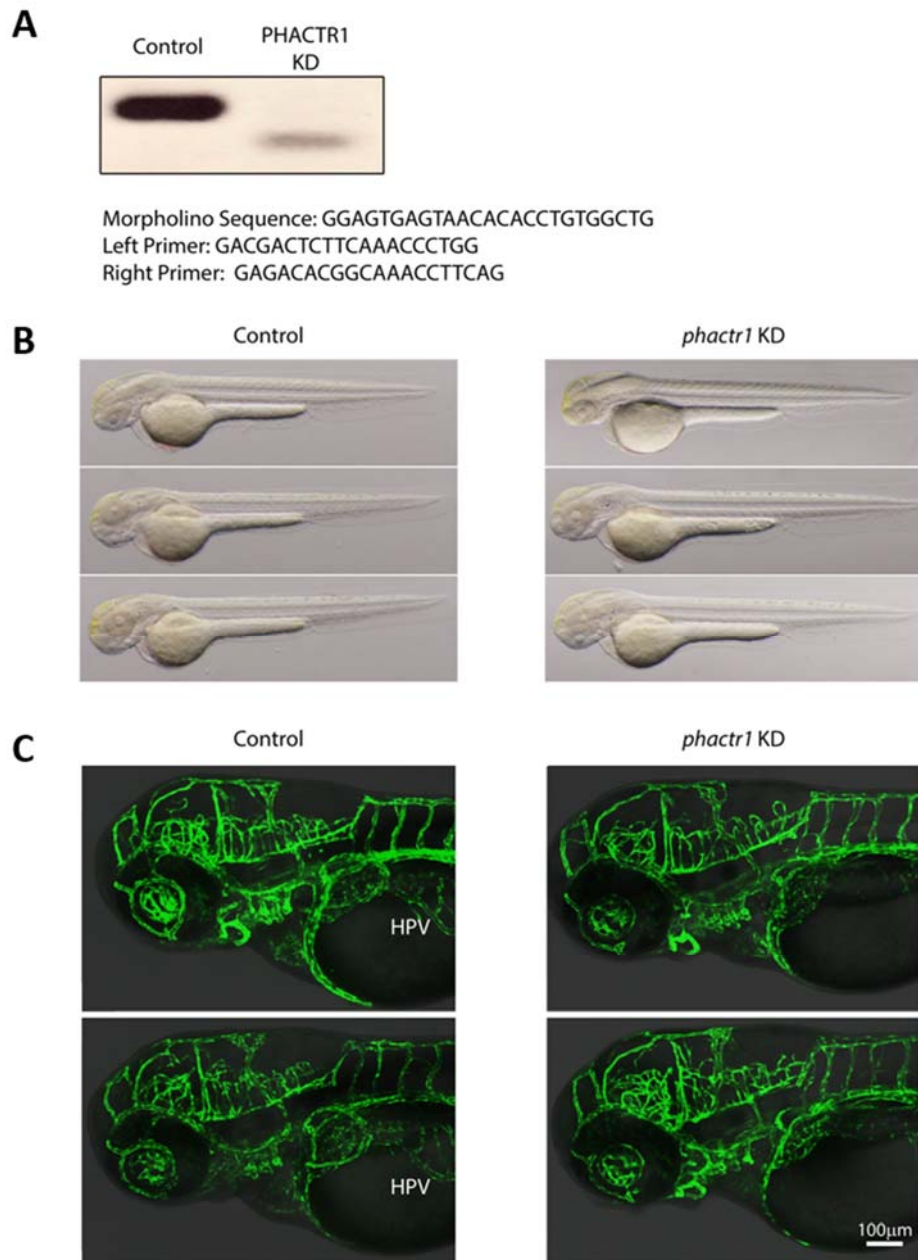 A
Control
PHACTR1
KD
Morpholino Sequence: GGAGTGAGTAACACACCTGTGGCTG
Left Primer: GACGACTCTTCAAACCCTGG
Right Primer: GAGACACGGCAAACCTTCAG
B
Control
phactr1 KD
C
Control
phactr1 KD
HPV
HPV
100µm